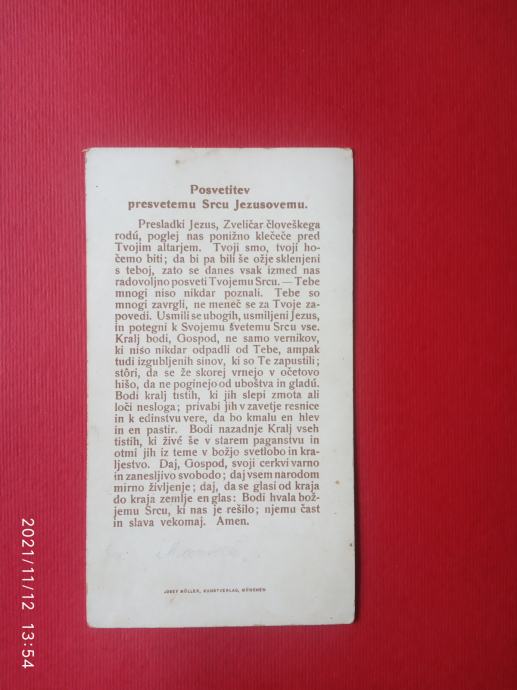 Posvetitev
presvetemu Srcu Jezusovemu.
Presladki Jezus, Zveličar človeškega
rodú, poglej nas ponižno klečeče pred
Tvojim altarjem. Tvoji smo, tvoji ho-
čemo biti; da bi pa bili še ožje sklenjeni
s teboj, zato se danes vsak izmed nas
radovoljno posveti Tvojemu Srcu. — Tebe
mnogi niso nikdar poznali. Tebe so
mnogi zavrgli, ne meneč se za Tvoje za-
povedi. Usmili se ubogih, usmiljeni Jezus,
in potegni k Svojemu svetemu Srcu vse.
Kralj bodi, Gospod, ne samo vernikov,
ki niso nikdar odpadli od Tebe, ampak
tudi izgubljenih sinov, ki so Te zapustili;
stôri, da se že skorej vrnejo v očetovo
hišo, da ne poginejo od uboštva in gladú.
Bodi kralj tistih, ki jih slepi zmota ali
loči nesloga; privabi jih v zavetje resnice
in k edinstvu vere, da bo kmalu en hlev
in en pastir. Bodi nazadnje Kralj vseh
tistih, ki živé še v starem paganstvu in
otmi jih iz teme v božjo svetlobo in kra-
ljestvo. Daj, Gospod, svoji cerkvi varno
in zanesljivo svobodo; daj vsem narodom
mirno življenje; daj, da se glasi od kraja
do kraja zemlje en glas: Bodi hvala bož-
jemu Srcu, ki nas je rešilo; njemu čast
in slava vekomaj. Amen.
JOSEF MÜLLER, KUNSTVERLAG, MÜNCHEN
2021/11/12 13:54